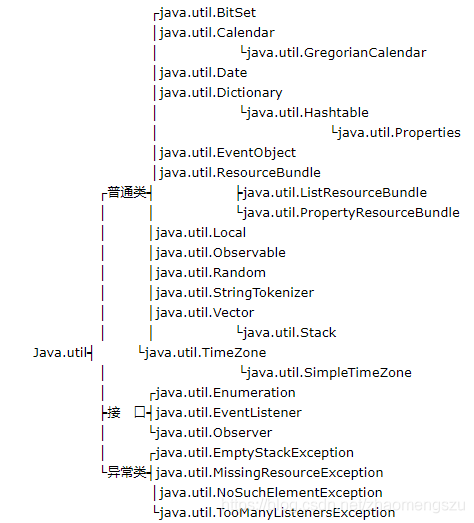 java.util.BitSet
java.util.Calendar
java.util.GregorianCalendar
java.util.Date
java.util.Dictionary
java.util.Hashtable
java.util.Properties
java.util.EventObject
java.util.ResourceBundle
普通类 java.util.ListResourceBundle
java.util.PropertyResourceBundle
java.util.Local
java.util.Observable
java.util.Random
java.util.StringTokenizer
java.util.Vector
java.util.Stack
Java.util java.util.TimeZone
java.util.SimpleTimeZone
java.util.Enumeration
接 口 java.util.EventListener
java.util.Observer
java.util.EmptyStackException
异常类 java.util.MissingResourceException
java.util.NoSuchElementException
java.util.TooManyListenersException